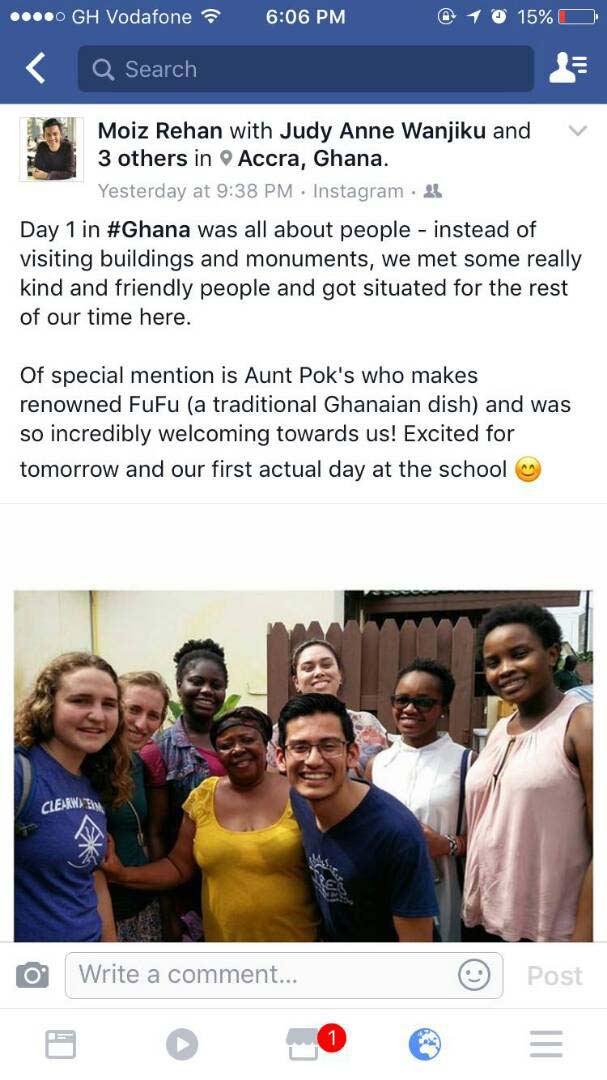 GH Vodafone 6:06 PM 15%
Search
Moiz Rehan with Judy Anne Wanjiku and
3 others in Accra, Ghana.
Yesterday at 9:38 PM · Instagram ·
Day 1 in #Ghana was all about people - instead of
visiting buildings and monuments, we met some really
kind and friendly people and got situated for the rest
of our time here.
Of special mention is Aunt Pok's who makes
renowned FuFu (a traditional Ghanaian dish) and was
so incredibly welcoming towards us! Excited for
tomorrow and our first actual day at the school 😊
Write a comment... Post
1